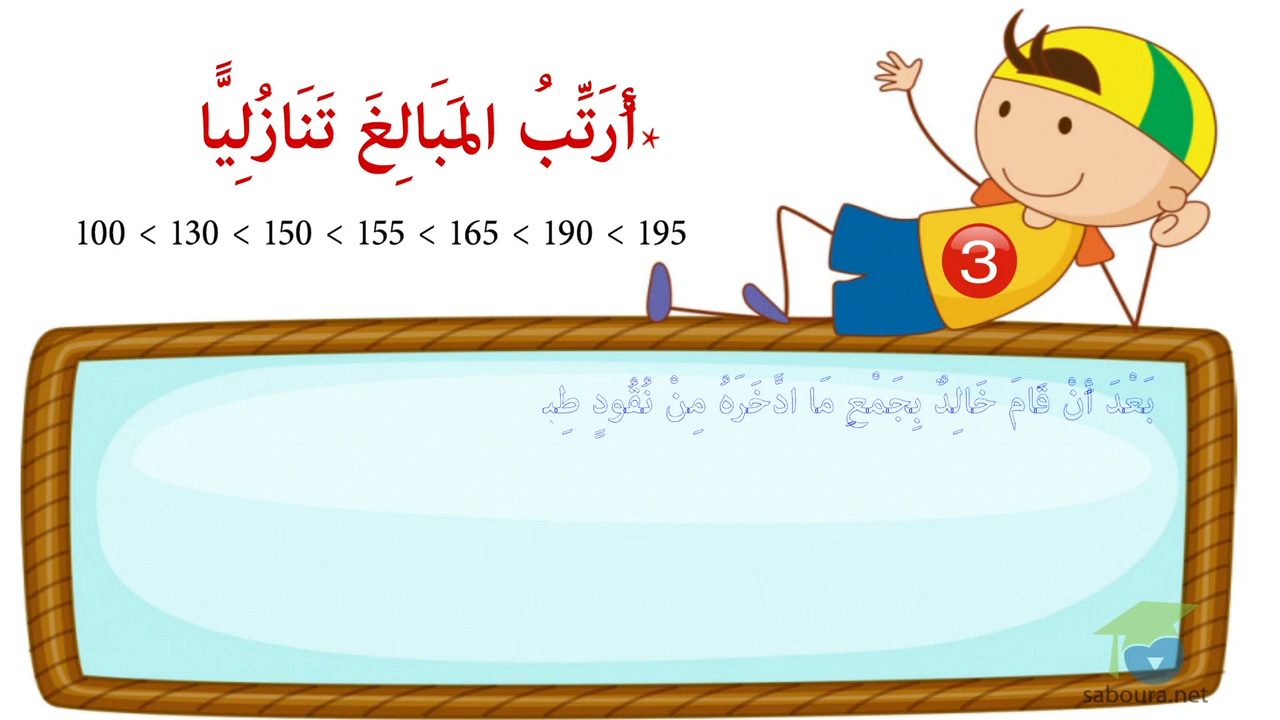 *أُرَتِّبُ المَبَالِغَ تَنَازُلِيًّا
100 < 130 < 150 < 155 < 165 < 190 < 195
3
بَعْدَ أَنْ قَامَ خَالِدٌ بِجَمْعِ مَا ادَّخَرَهُ مِنْ نُقُودٍ
saboura.net